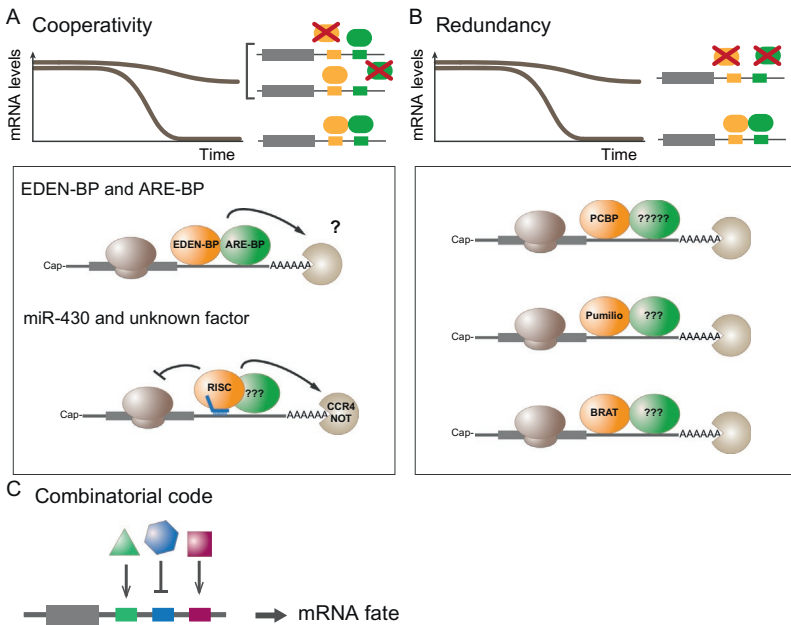 A Cooperativity
mRNA levels
Time
EDEN-BP and ARE-BP
EDEN-BP
ARE-BP
?
Cap-
AAAAAA
miR-430 and unknown factor
RISC
???
CCR4
NOT
Cap-
AAAAAA
B Redundancy
mRNA levels
Time
PCBP
?????
Cap-
AAAAAA
Pumilio
???
Cap-
AAAAAA
BRAT
???
Cap-
AAAAAA
C Combinatorial code
mRNA fate